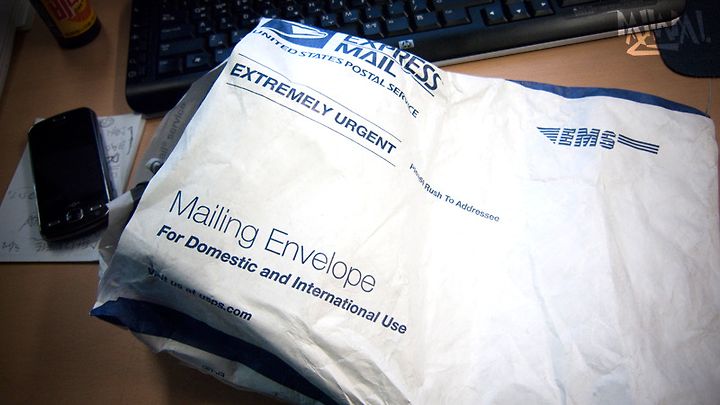 EXPRESS
MAIL
UNITED STATES POSTAL SERVICE
EXTREMELY URGENT
EMS
Please Rush To Addressee
Mailing Envelope
For Domestic and International Use
Visit us at usps.com